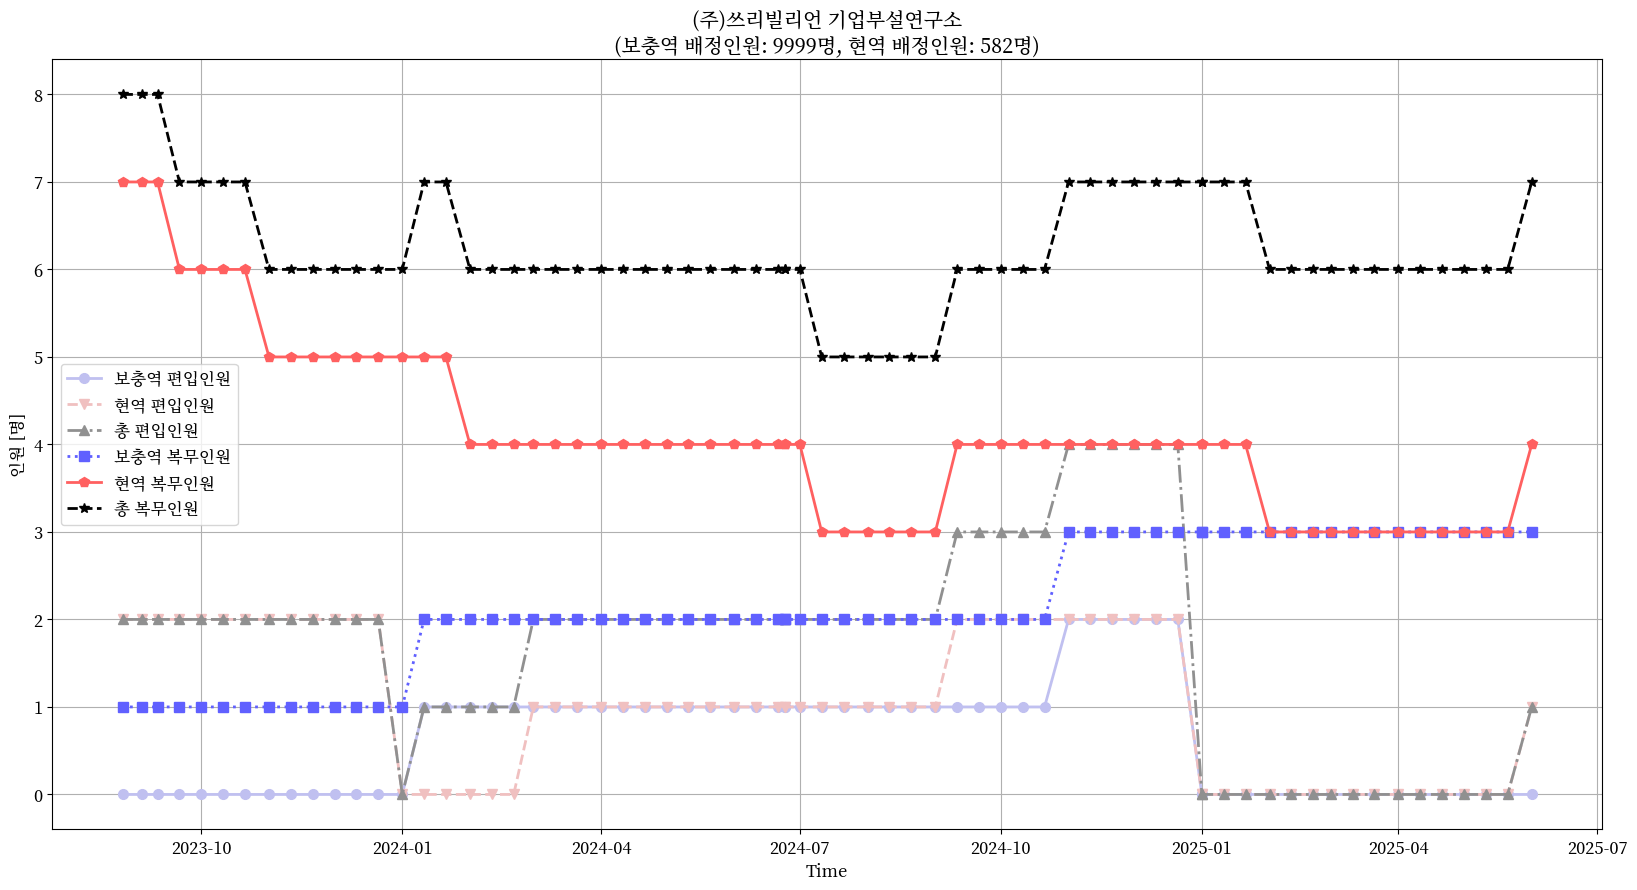 (주)쓰리빌리언 기업부설연구소
(보충역 배정인원: 9999명, 현역 배정인원: 582명)
인원 [명]
8
7
6
5
4
3
2
1
0
보충역 편입인원
현역 편입인원
총 편입인원
보충역 복무인원
현역 복무인원
총 복무인원
2023-10
2024-01
2024-04
2024-07
2024-10
2025-01
2025-04
2025-07
Time